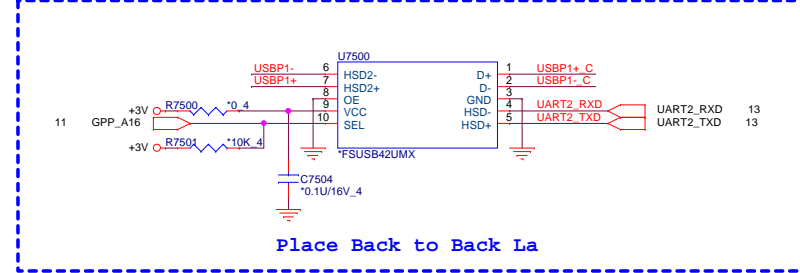 U7500
USBP1- 6 HSD2- D+ 1 USBP1+_C
USBP1+ 7 HSD2+ D- 2 USBP1-_C
8 OE GND 3
+3V R7500 *0_4 9 VCC HSD- 4 UART2_RXD UART2_RXD 13
11 GPP_A16 10 SEL HSD+ 5 UART2_TXD UART2_TXD 13
+3V R7501 *10K_4
*FSUSB42UMX
C7504
*0.1U/16V_4
Place Back to Back La